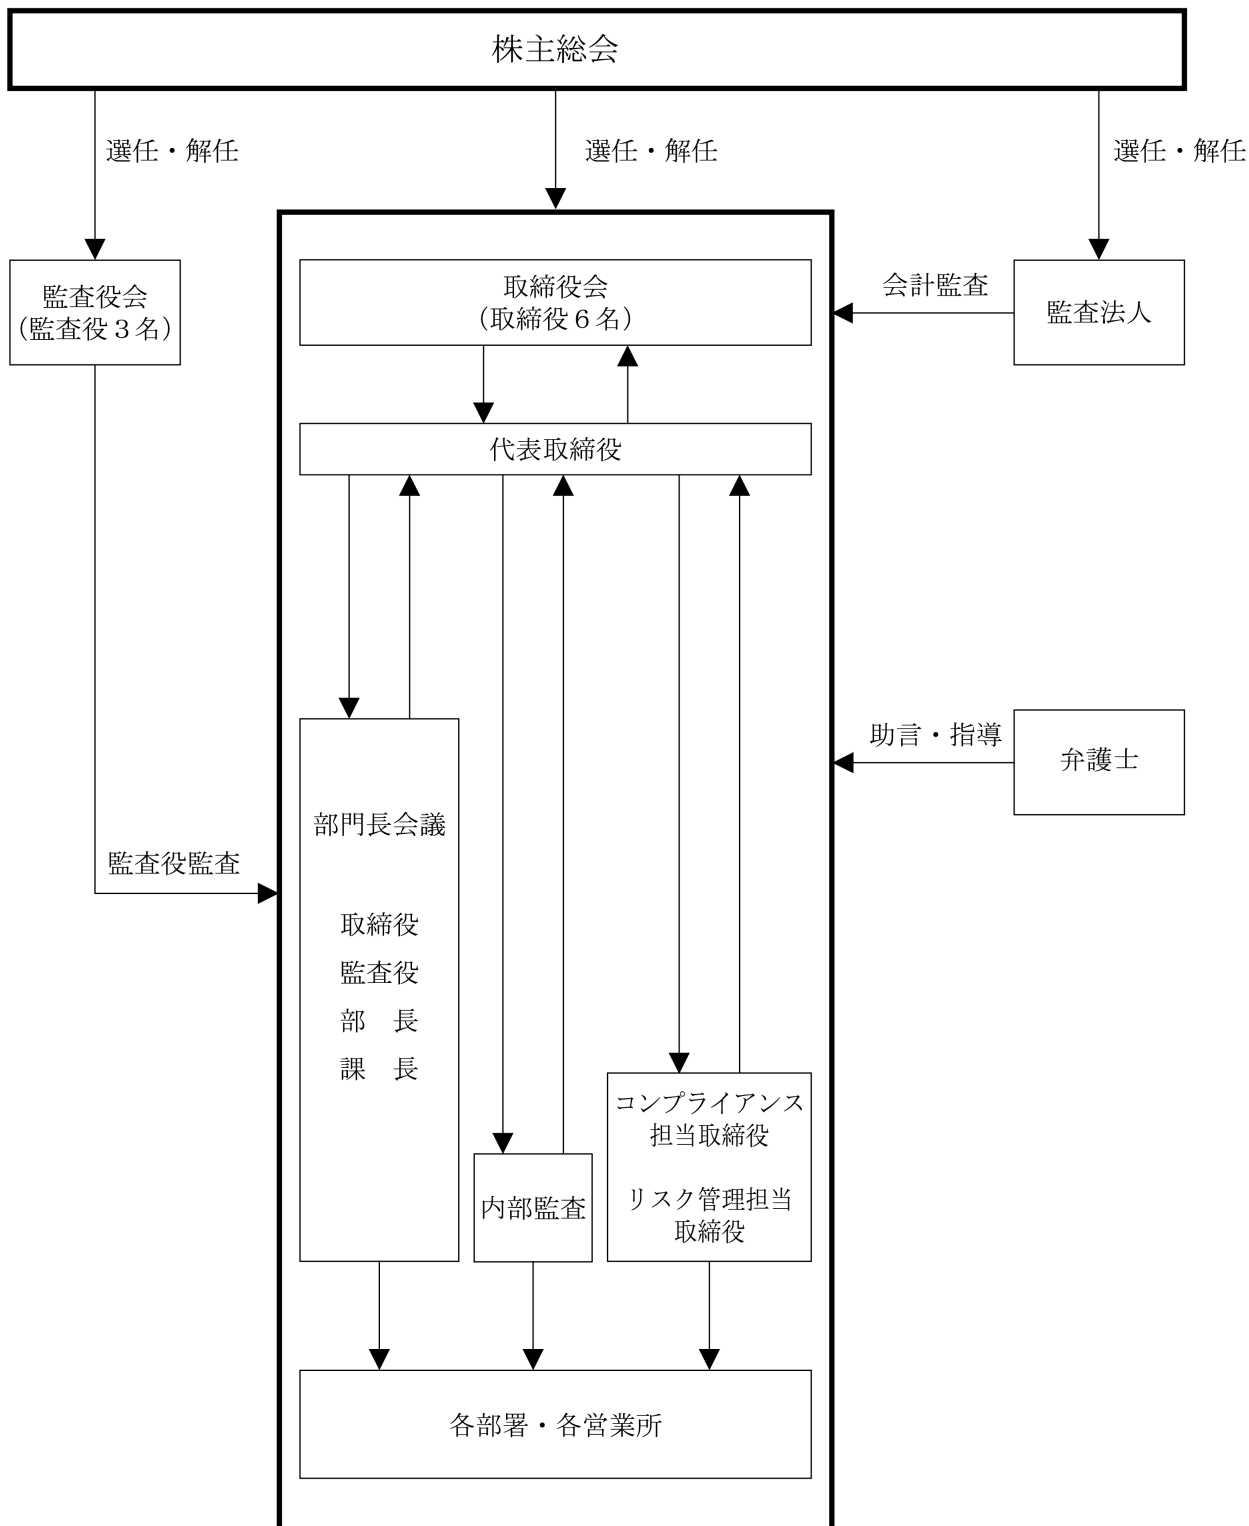 株主総会
選任・解任
選任・解任
選任・解任
監査役会
（監査役３名）
取締役会
（取締役６名）
会計監査
監査法人
代表取締役
助言・指導
弁護士
部門長会議
監査役監査
取締役
監査役
部　長
課　長
コンプライアンス
担当取締役
リスク管理担当
取締役
内部監査
各部署・各営業所